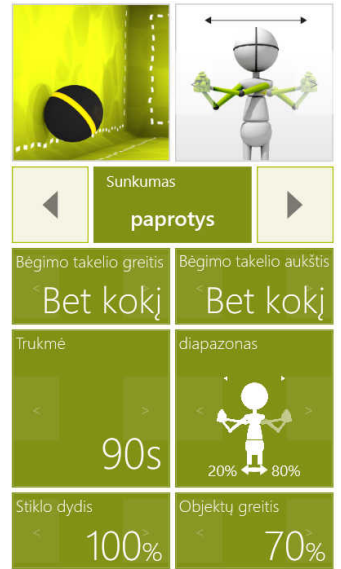 Sunkumas
paprotys
Bėgimo takelio greitis
Bet kokį
Bėgimo takelio aukštis
Bet kokį
Trukmė
90s
diapazonas
20% 80%
Stiklo dydis
100%
Objektų greitis
70%